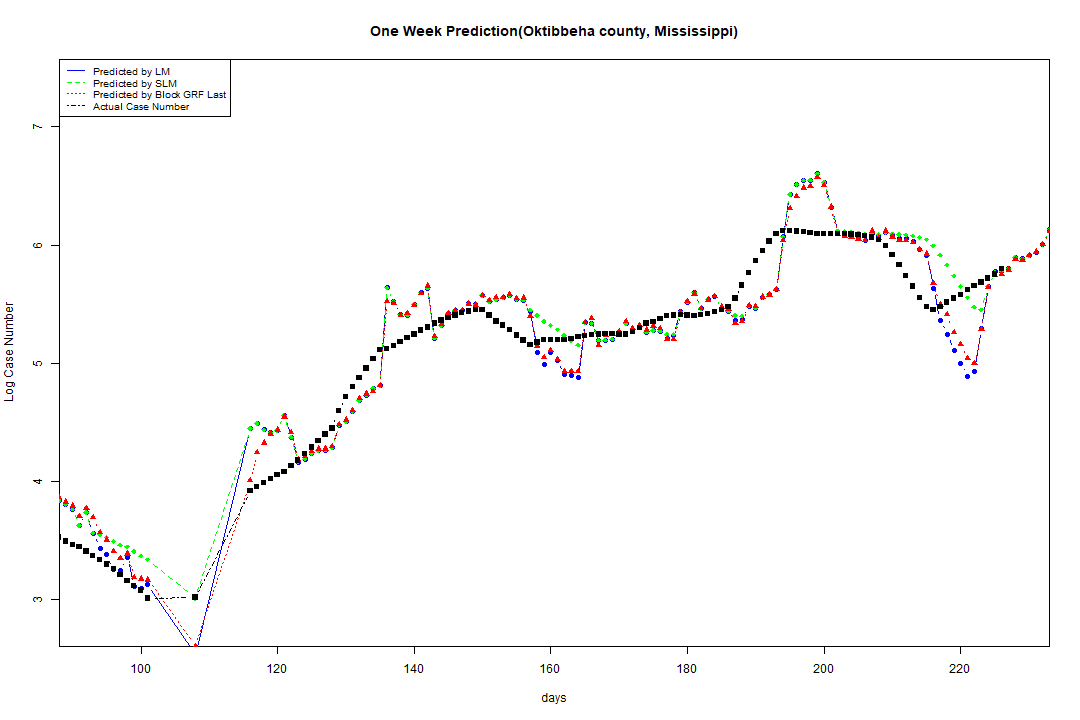 One Week Prediction(Oktibbeha county, Mississippi)
Predicted by LM
Predicted by SLM
Predicted by Block GRF Last
Actual Case Number
7
6
5
4
3
Log Case Number
100 120 140 160 180 200 220
days